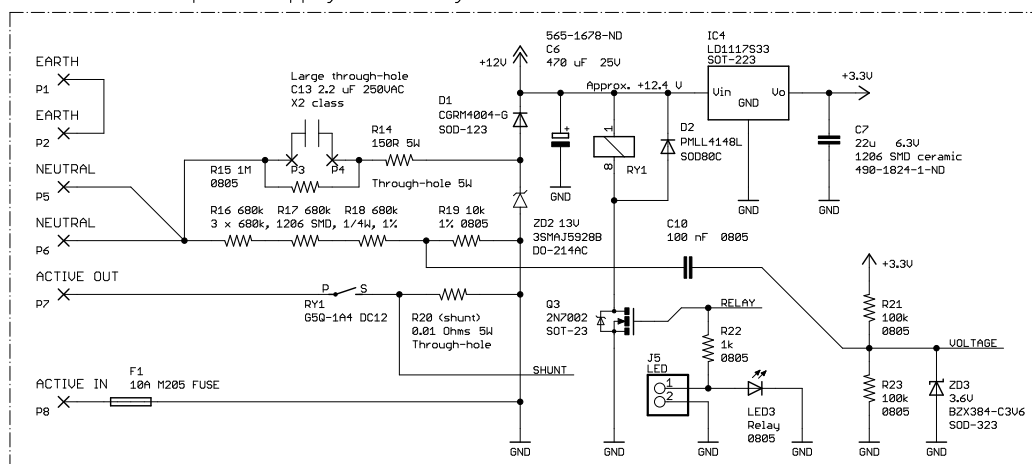 EARTH
P1
EARTH
P2
NEUTRAL
P5
NEUTRAL
P6
ACTIVE OUT
P7
ACTIVE IN
P8
F1
10A M205 FUSE
Large through-hole
C13 2.2 uF 250VAC
X2 class
P3
P4
R14
150R 5W
Through-hole 5W
R15 1M
0805
R16 680k
R17 680k
R18 680k
3 x 680k, 1206 SMD, 1/4W, 1%
R19 10k
1% 0805
P
S
RY1
G5Q-1A4 DC12
R20 (shunt)
0.01 Ohms 5W
Through-hole
SHUNT
+12V
D1
CGRM4004-G
SOD-123
ZD2 13V
3SMAJ5928B
DO-214AC
GND
565-1678-ND
C6
470 uF 25V
+
GND
Approx. +12.4 V
1
8
RY1
D2
PMLL4148L
SOD80C
IC4
LD1117S33
SOT-223
Vin
Vo
GND
GND
+3.3V
C7
22u 6.3V
1206 SMD ceramic
490-1824-1-ND
GND
C10
100 nF 0805
Q3
2N7002
SOT-23
GND
RELAY
R22
1k
0805
J5
LED
1
2
GND
LED3
Relay
0805
GND
+3.3V
R21
100k
0805
VOLTAGE
R23
100k
0805
GND
ZD3
3.6V
BZX384-C3V6
SOD-323
GND